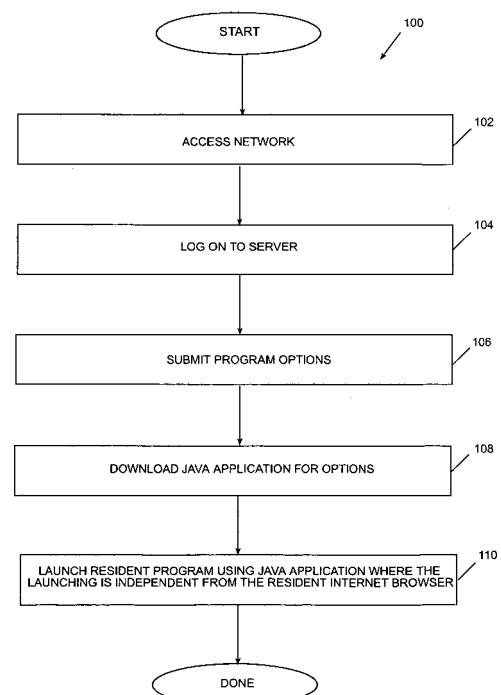 START
100
ACCESS NETWORK
102
LOG ON TO SERVER
104
SUBMIT PROGRAM OPTIONS
106
DOWNLOAD JAVA APPLICATION FOR OPTIONS
108
LAUNCH RESIDENT PROGRAM USING JAVA APPLICATION WHERE THE
LAUNCHING IS INDEPENDENT FROM THE RESIDENT INTERNET BROWSER
110
DONE